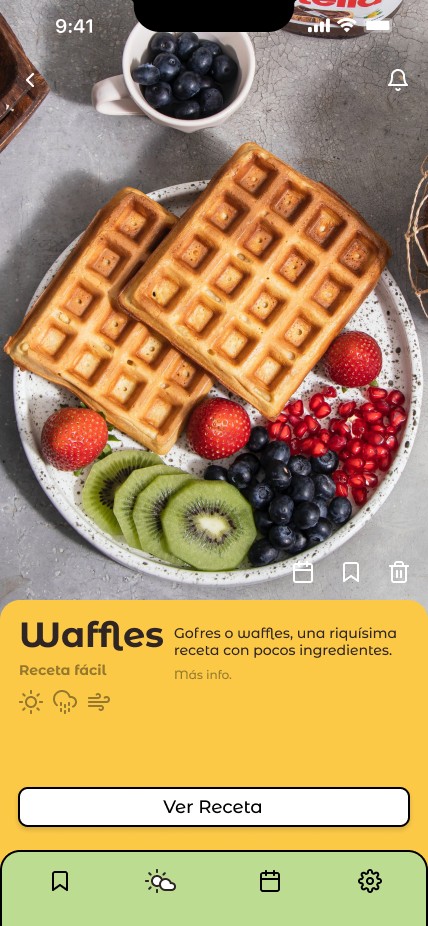 9:41
Waffles
Gofres o waffles, una riquísima
receta con pocos ingredientes.
Receta fácil
Más info.
Ver Receta